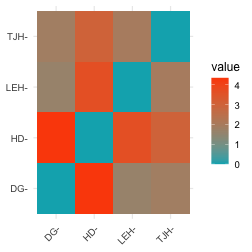 TJH-
LEH-
HD-
DG-
DG-
HD-
LEH-
TJH-
value
4
3
2
1
0